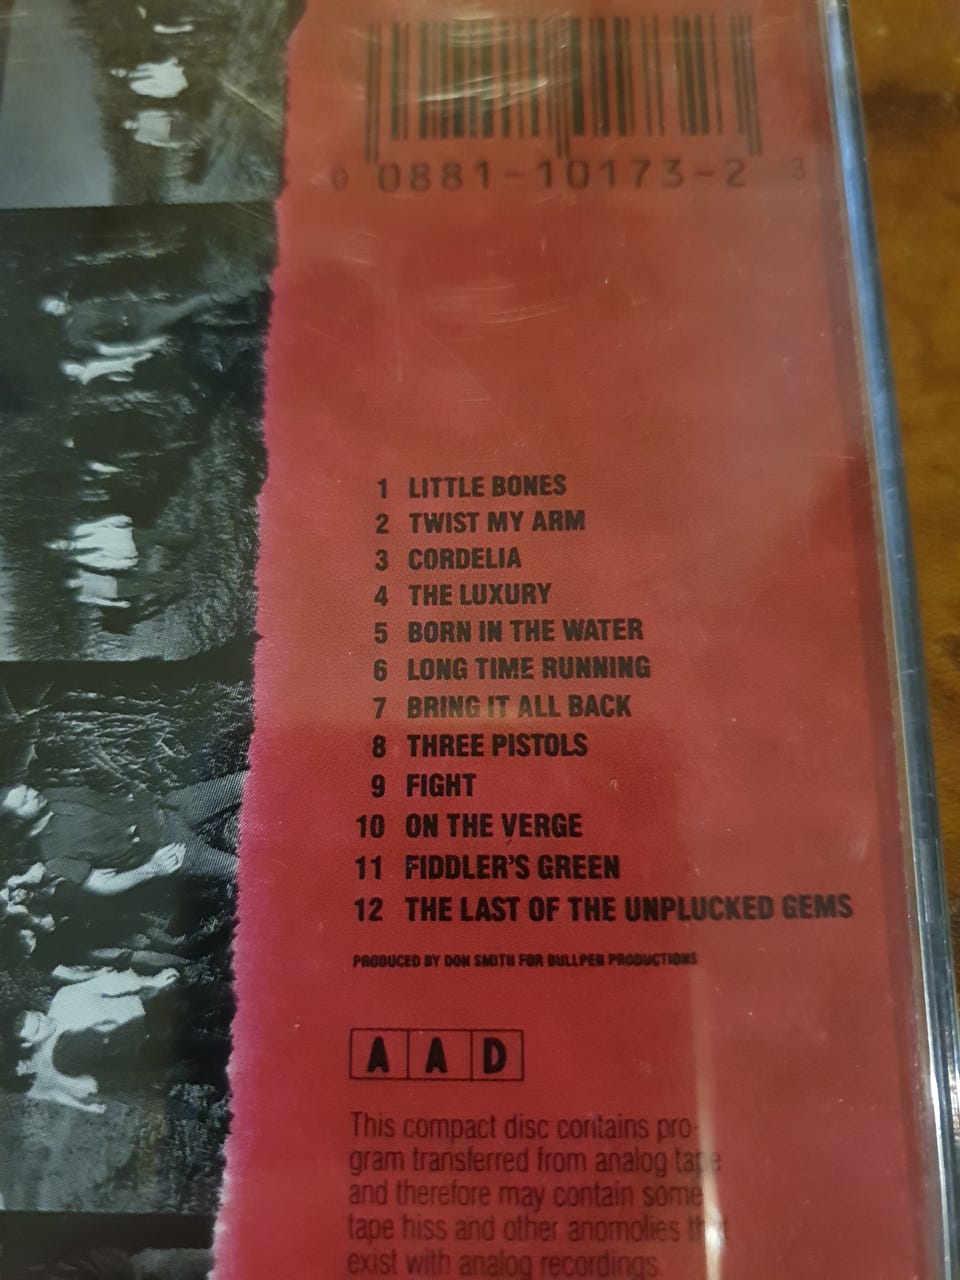 0 0881-10173-2 3
1 LITTLE BONES
2 TWIST MY ARM
3 CORDELIA
4 THE LUXURY
5 BORN IN THE WATER
6 LONG TIME RUNNING
7 BRING IT ALL BACK
8 THREE PISTOLS
9 FIGHT
10 ON THE VERGE
11 FIDDLER'S GREEN
12 THE LAST OF THE UNPLUCKED GEMS
PRODUCED BY DON SMITH FOR BULLPEN PRODUCTIONS
A A D
This compact disc contains pro-
gram transferred from analog tape
and therefore may contain some
tape hiss and other anomolies that
exist with analog recordings.